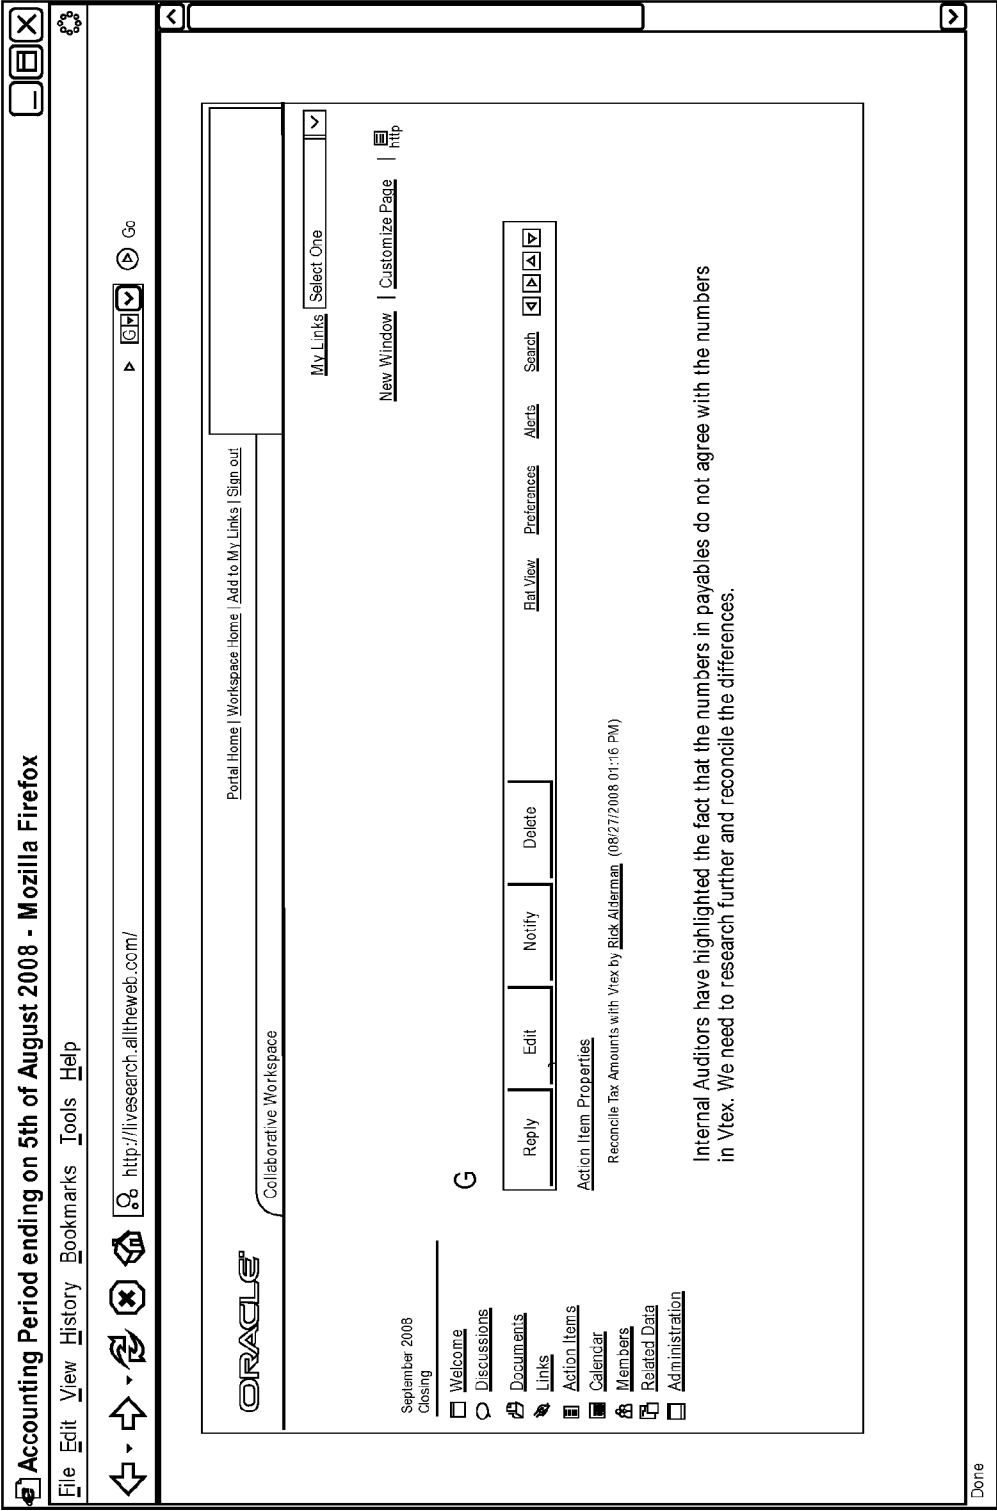 Accounting Period ending on 5th of August 2008 - Mozilla Firefox
File Edit View History Bookmarks Tools Help
http://livesearch.alltheweb.com/ G Go
ORACLE
Portal Home | Workspace Home | Add to My Links | Sign out
Collaborative Workspace
My Links Select One
New Window | Customize Page | http
September 2008
Closing
Welcome
Discussions
Documents
Links
Action Items
Calendar
Members
Related Data
Administration
G
Reply Edit Notify Delete Flat View Preferences Alerts Search
Action Item Properties
Reconcile Tax Amounts with Vtex by Rick Alderman (08/27/2008 01:16 PM)
Internal Auditors have highlighted the fact that the numbers in payables do not agree with the numbers
in Vtex. We need to research further and reconcile the differences.
Done